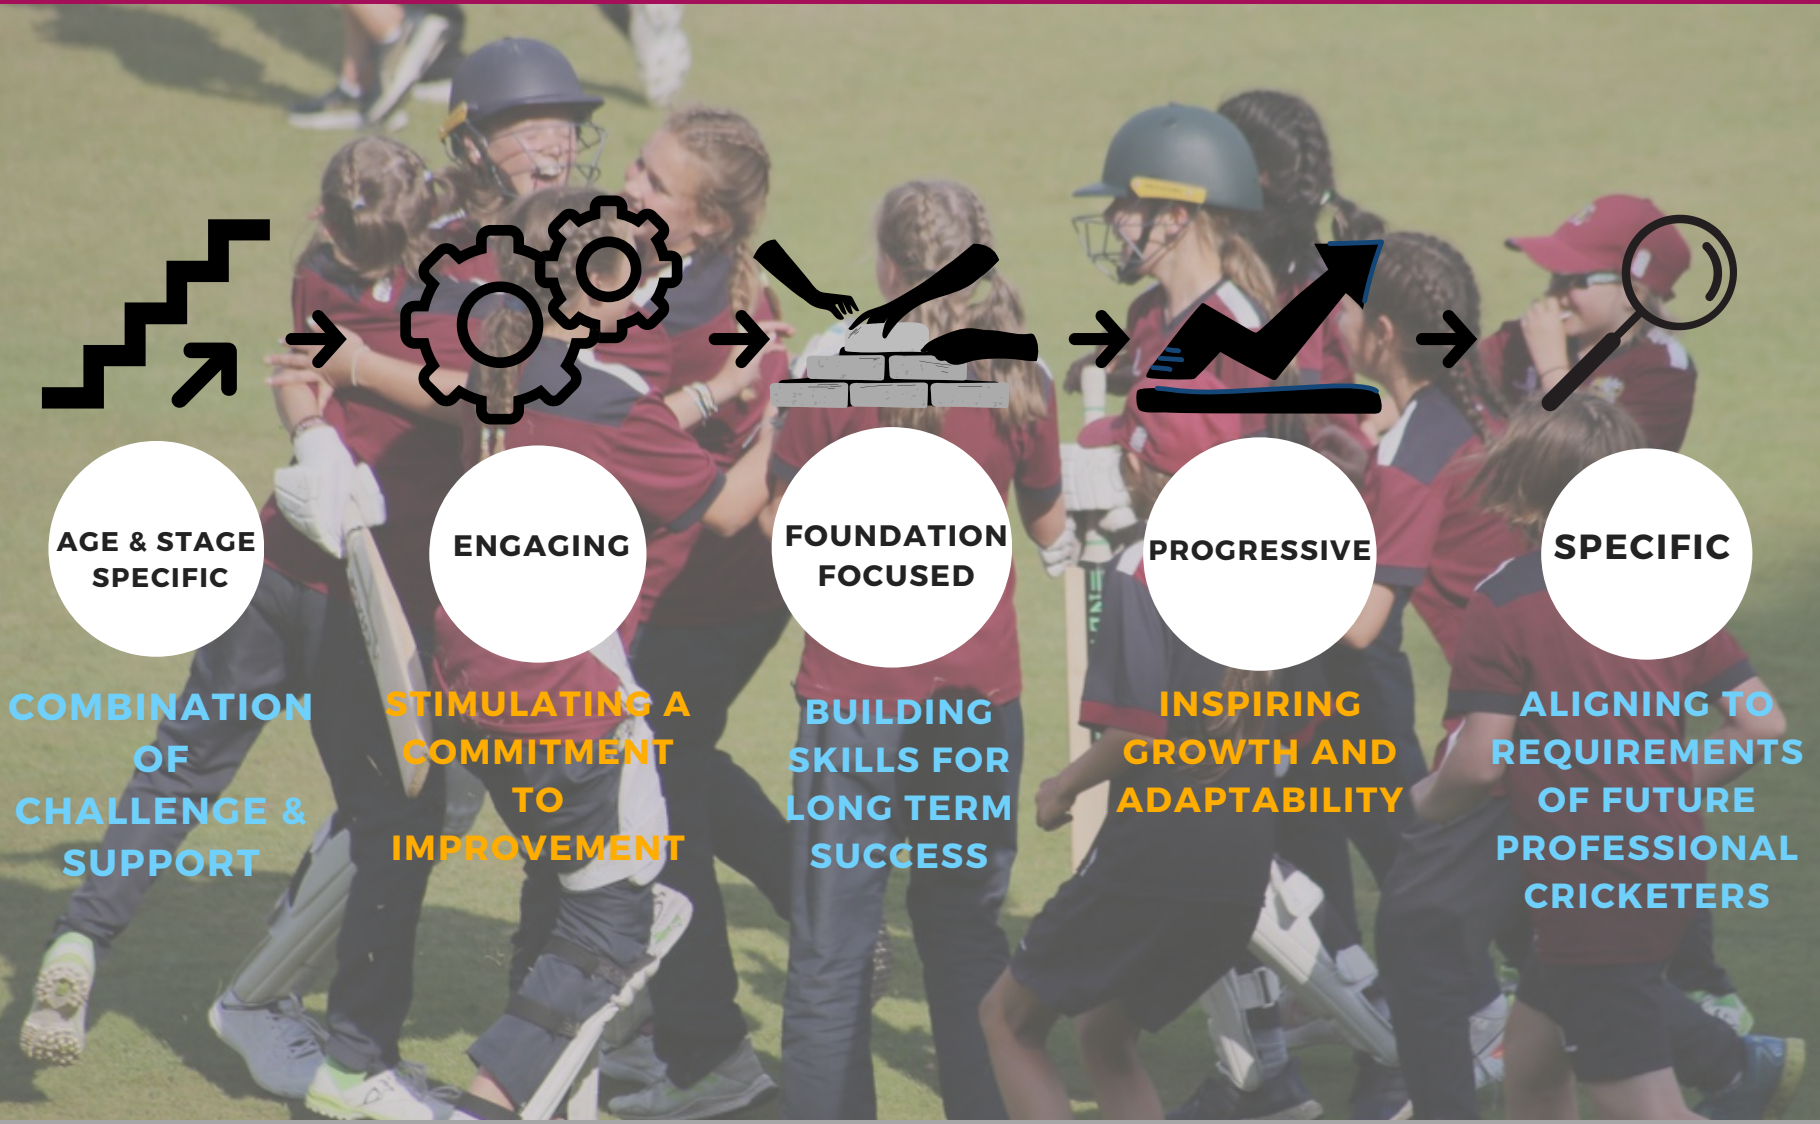 AGE & STAGE
SPECIFIC
COMBINATION
OF
CHALLENGE &
SUPPORT
ENGAGING
STIMULATING A
COMMITMENT
TO
IMPROVEMENT
FOUNDATION
FOCUSED
BUILDING
SKILLS FOR
LONG TERM
SUCCESS
PROGRESSIVE
INSPIRING
GROWTH AND
ADAPTABILITY
SPECIFIC
ALIGNING TO
REQUIREMENTS
OF FUTURE
PROFESSIONAL
CRICKETERS